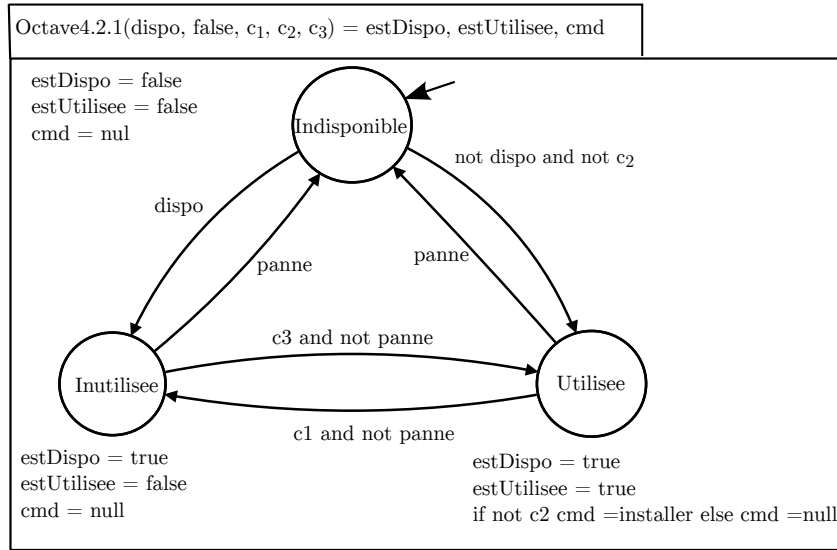 Octave4.2.1(dispo, false, c₁, c₂, c₃) = estDispo, estUtilisee, cmd
estDispo = false
estUtilisee = false
cmd = nul
Indisponible
not dispo and not c₂
dispo
panne
panne
c3 and not panne
Inutilisee
Utilisee
c1 and not panne
estDispo = true
estUtilisee = false
cmd = null
estDispo = true
estUtilisee = true
if not c2 cmd =installer else cmd =null